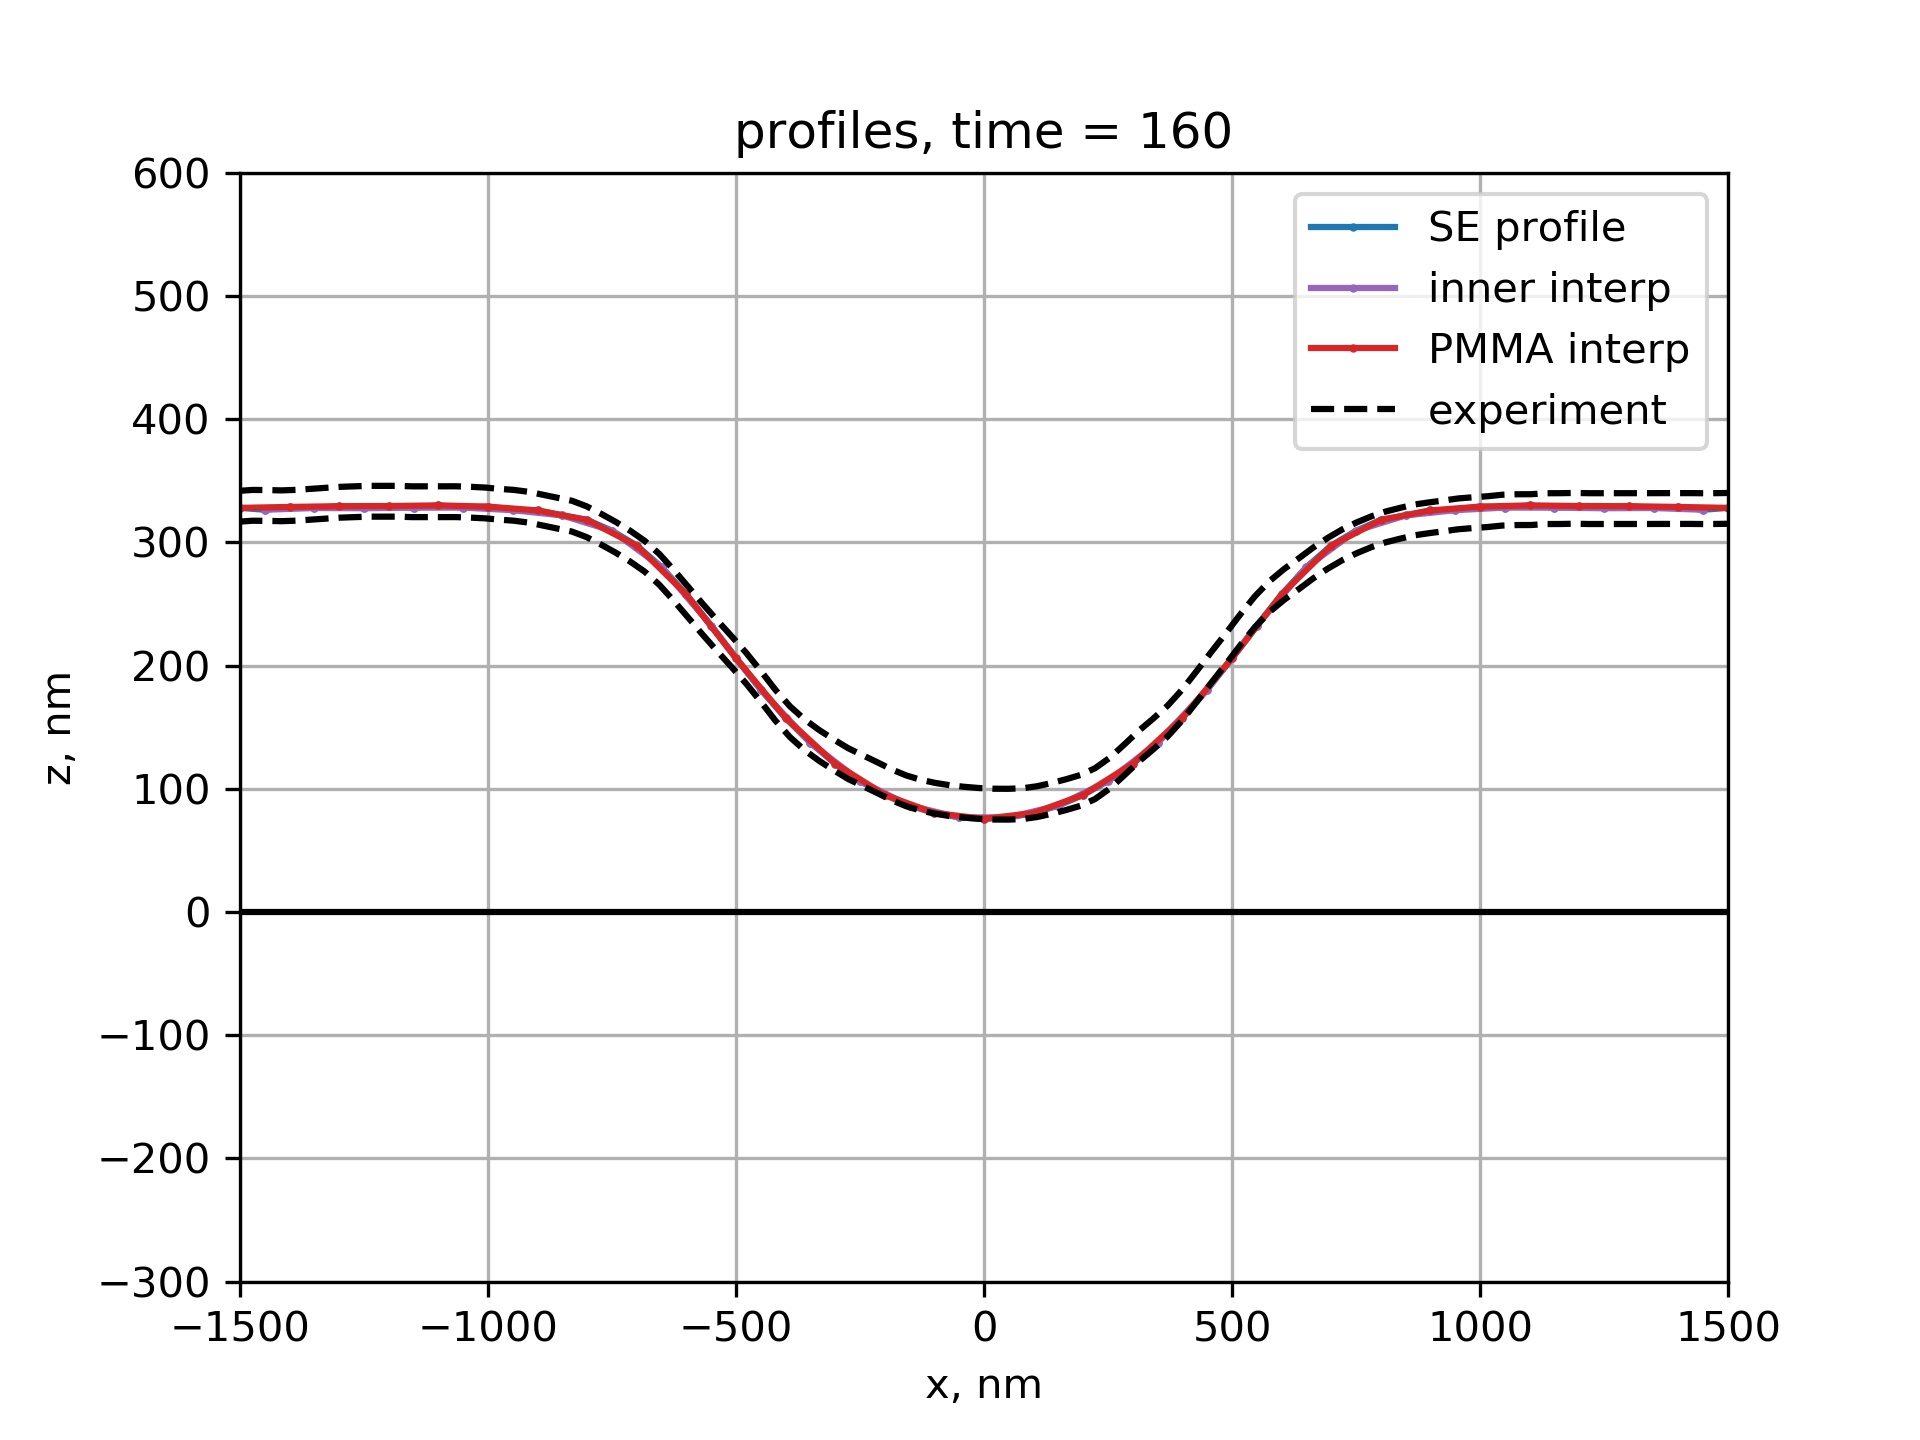 profiles, time = 160
600
500
400
300
200
100
0
−100
−200
−300
z, nm
SE profile
inner interp
PMMA interp
experiment
−1500
−1000
−500
0
500
1000
1500
x, nm